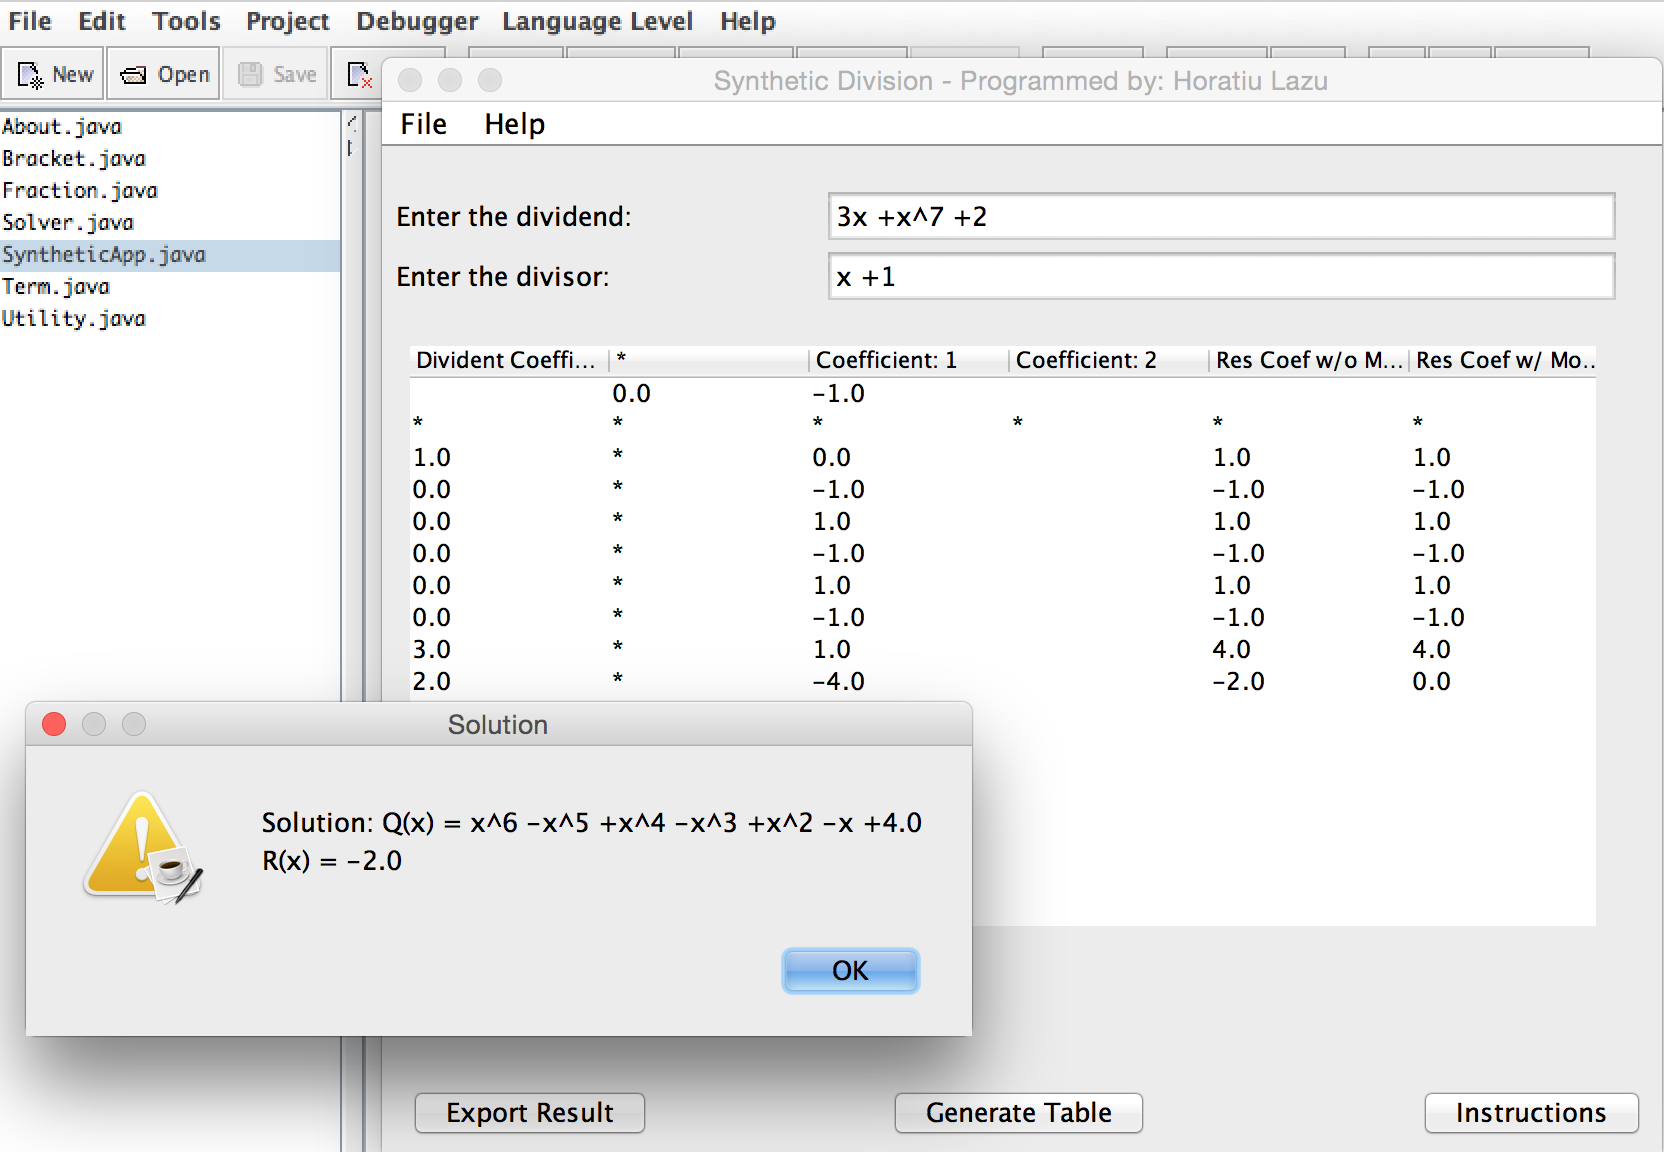 File Edit Tools Project Debugger Language Level Help
New Open Save
About.java
Bracket.java
Fraction.java
Solver.java
SyntheticApp.java
Term.java
Utility.java
Synthetic Division - Programmed by: Horatiu Lazu
File Help
Enter the dividend: 3x +x^7 +2
Enter the divisor: x +1
Divident Coeffi... * Coefficient: 1 Coefficient: 2 Res Coef w/o M... Res Coef w/ Mo...
0.0 -1.0
* * * * * *
1.0 * 0.0 1.0 1.0
0.0 * -1.0 -1.0 -1.0
0.0 * 1.0 1.0 1.0
0.0 * -1.0 -1.0 -1.0
0.0 * 1.0 1.0 1.0
0.0 * -1.0 -1.0 -1.0
3.0 * 1.0 4.0 4.0
2.0 * -4.0 -2.0 0.0
Solution
Solution: Q(x) = x^6 -x^5 +x^4 -x^3 +x^2 -x +4.0
R(x) = -2.0
OK
Export Result Generate Table Instructions